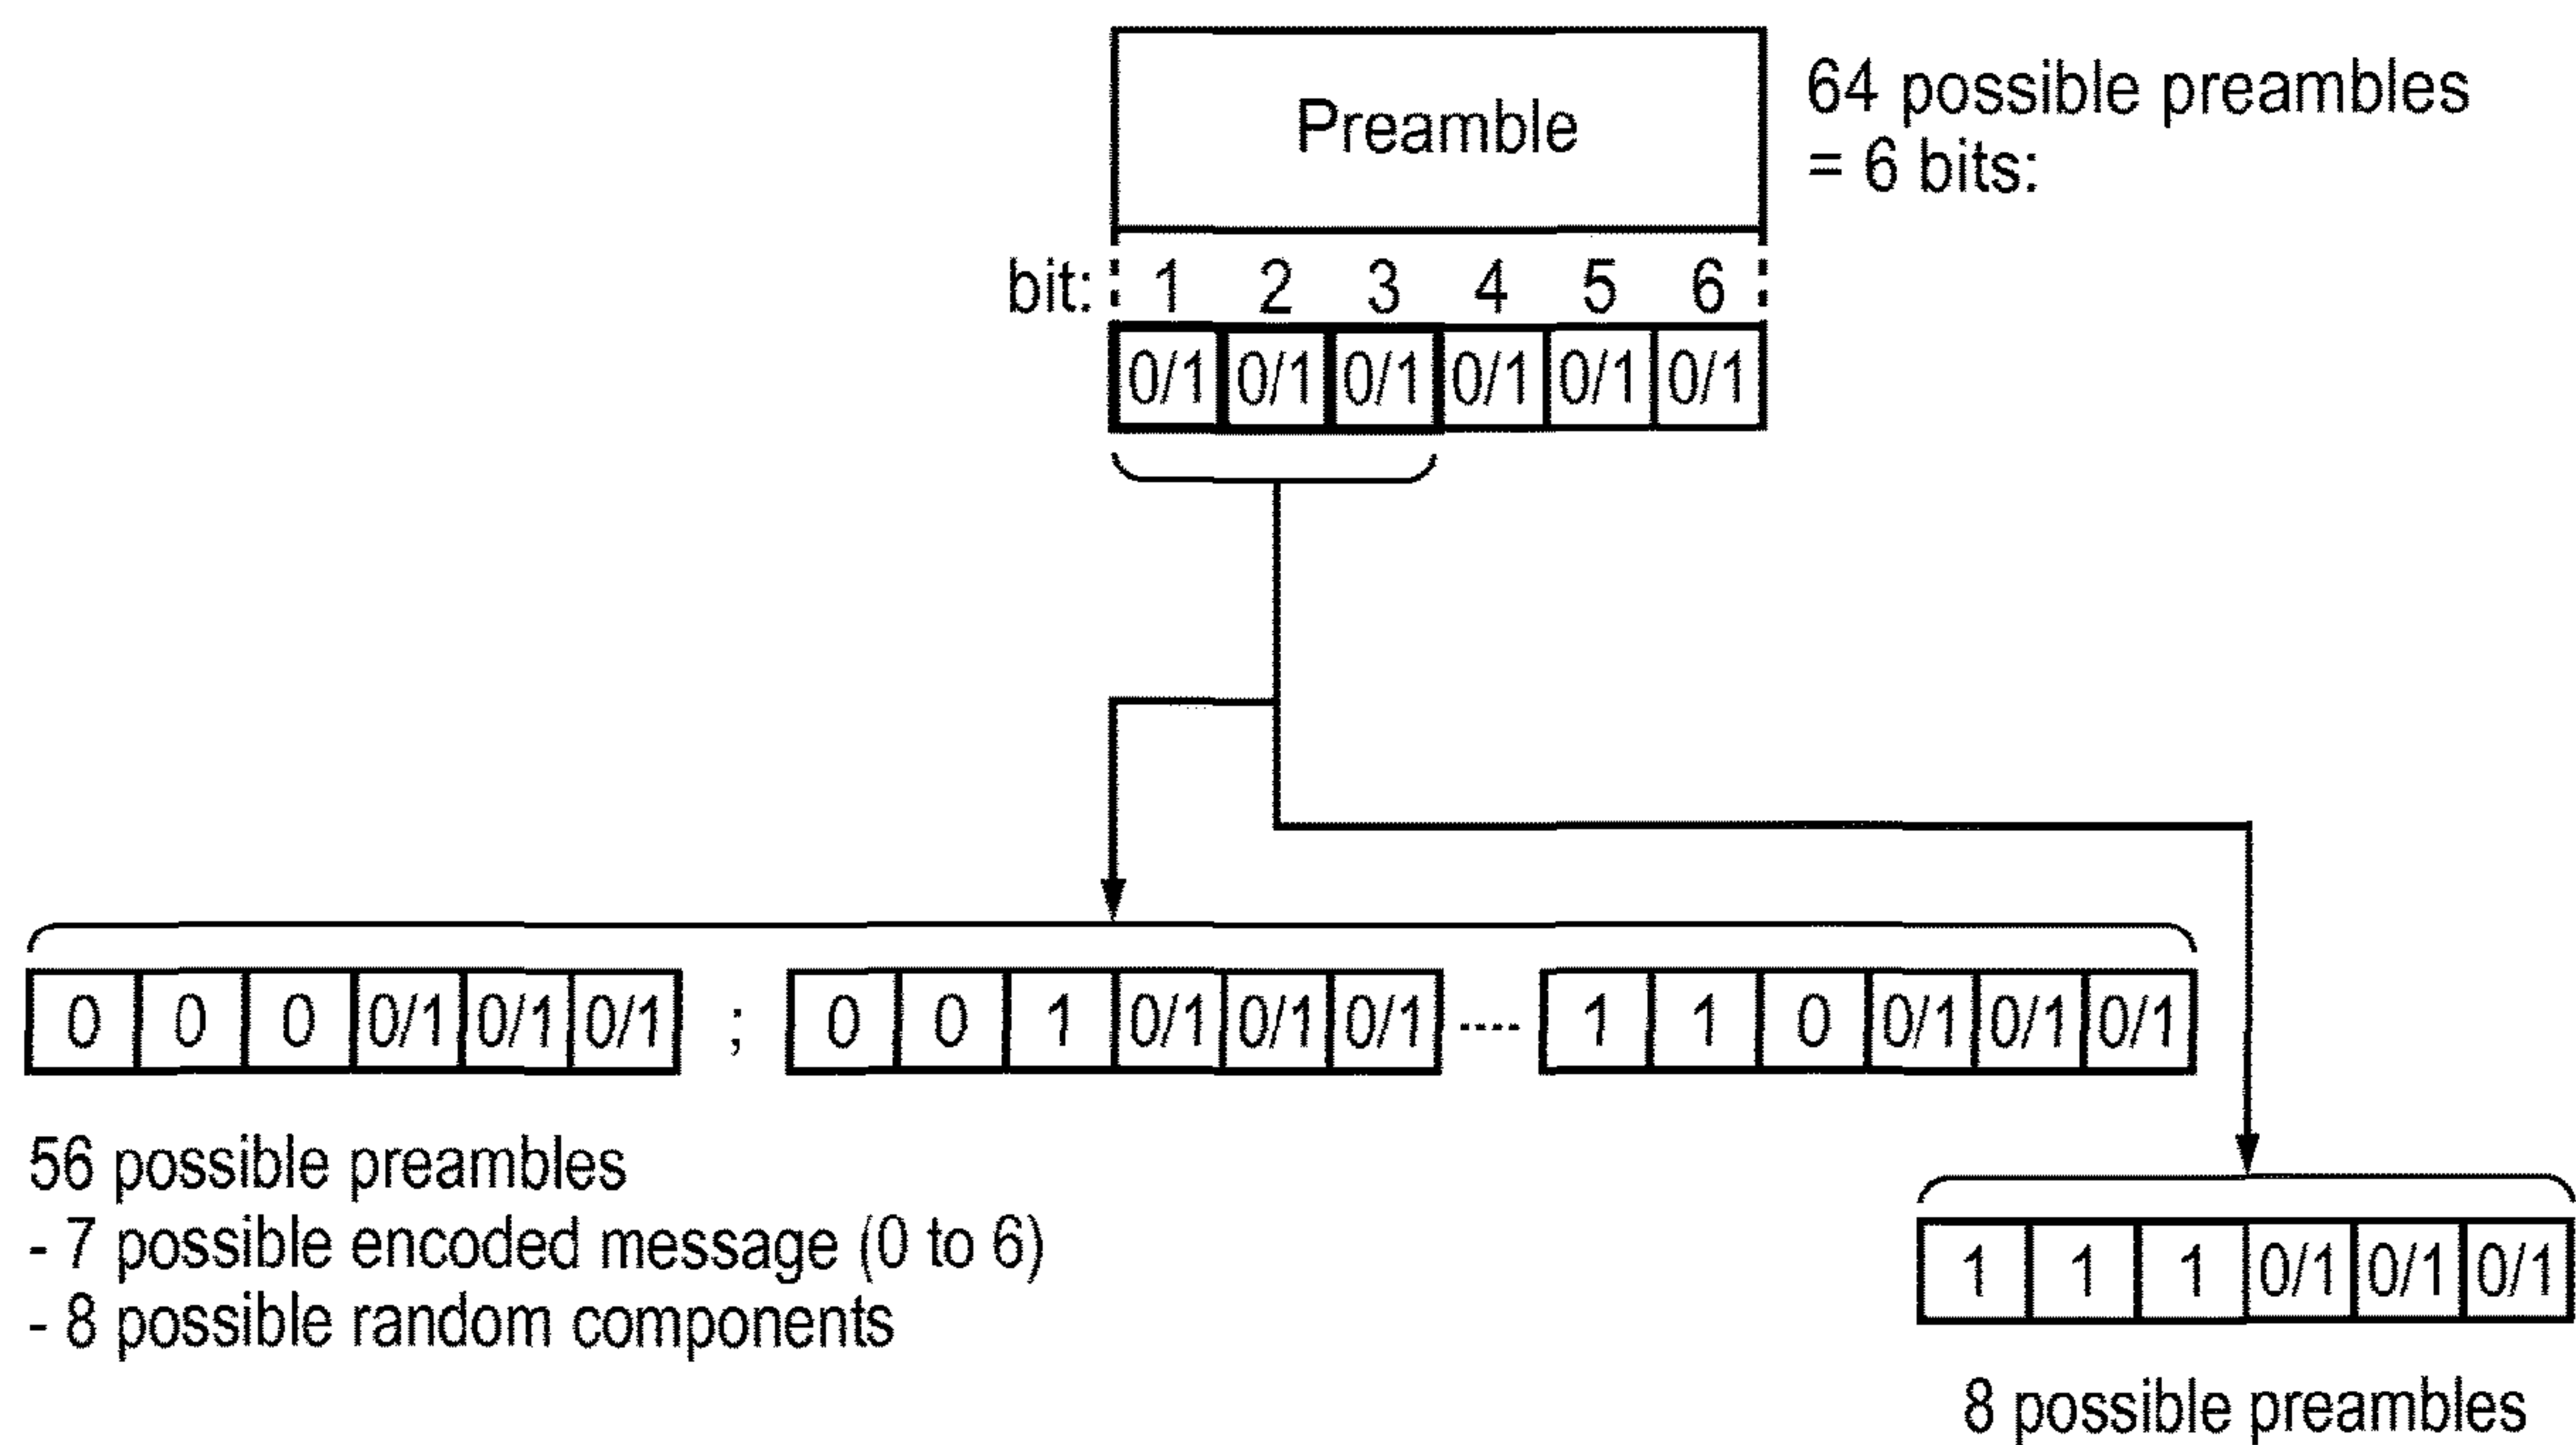 Preamble
64 possible preambles
= 6 bits:
bit: 1 2 3 4 5 6
0/1 0/1 0/1 0/1 0/1 0/1
0 0 0 0/1 0/1 0/1 ; 0 0 1 0/1 0/1 0/1 ---- 1 1 0 0/1 0/1 0/1
56 possible preambles
- 7 possible encoded message (0 to 6)
- 8 possible random components
1 1 1 0/1 0/1 0/1
8 possible preambles